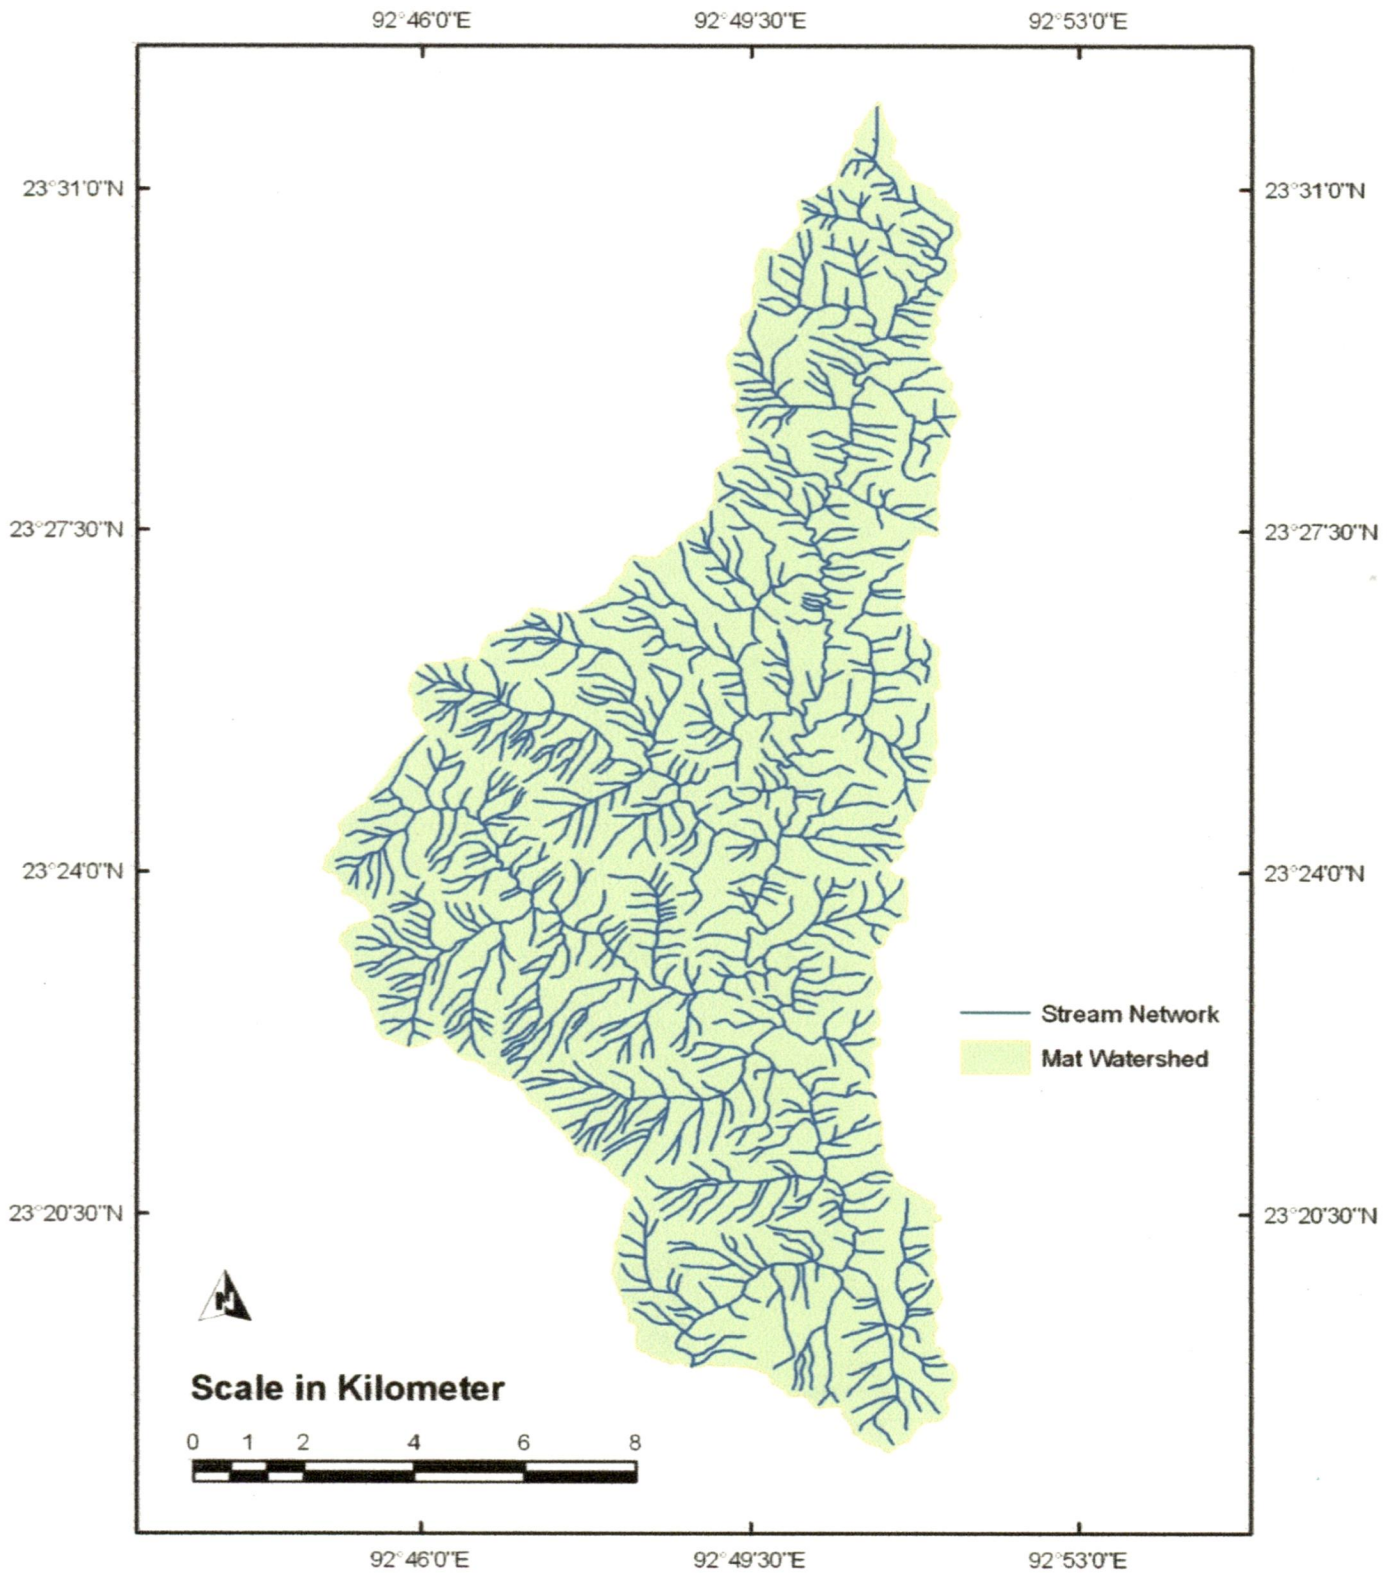 92°46'0"E 92°49'30"E 92°53'0"E
23°31'0"N 23°31'0"N
23°27'30"N 23°27'30"N
23°24'0"N 23°24'0"N
Stream Network
Mat Watershed
23°20'30"N 23°20'30"N
N
Scale in Kilometer
0 1 2 4 6 8
92°46'0"E 92°49'30"E 92°53'0"E